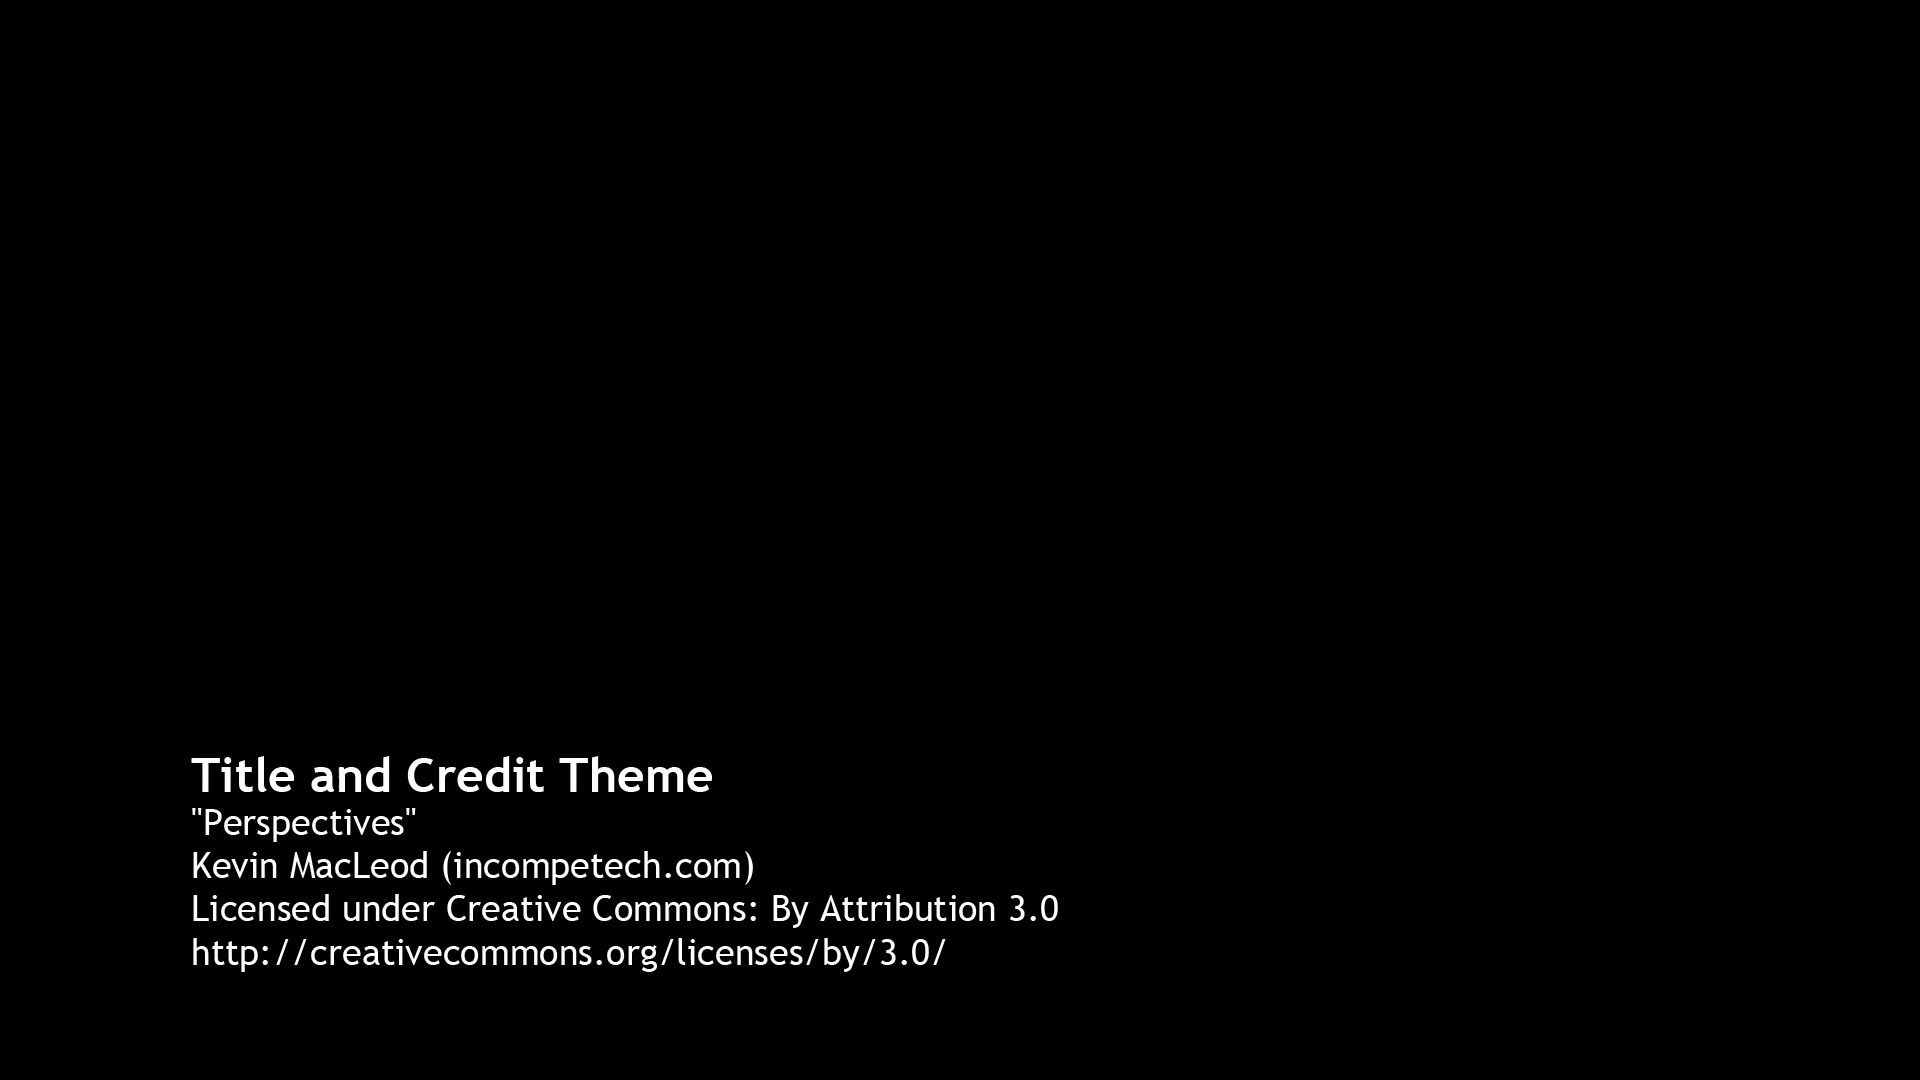 Title and Credit Theme
"Perspectives"
Kevin MacLeod (incompetech.com)
Licensed under Creative Commons: By Attribution 3.0
http://creativecommons.org/licenses/by/3.0/